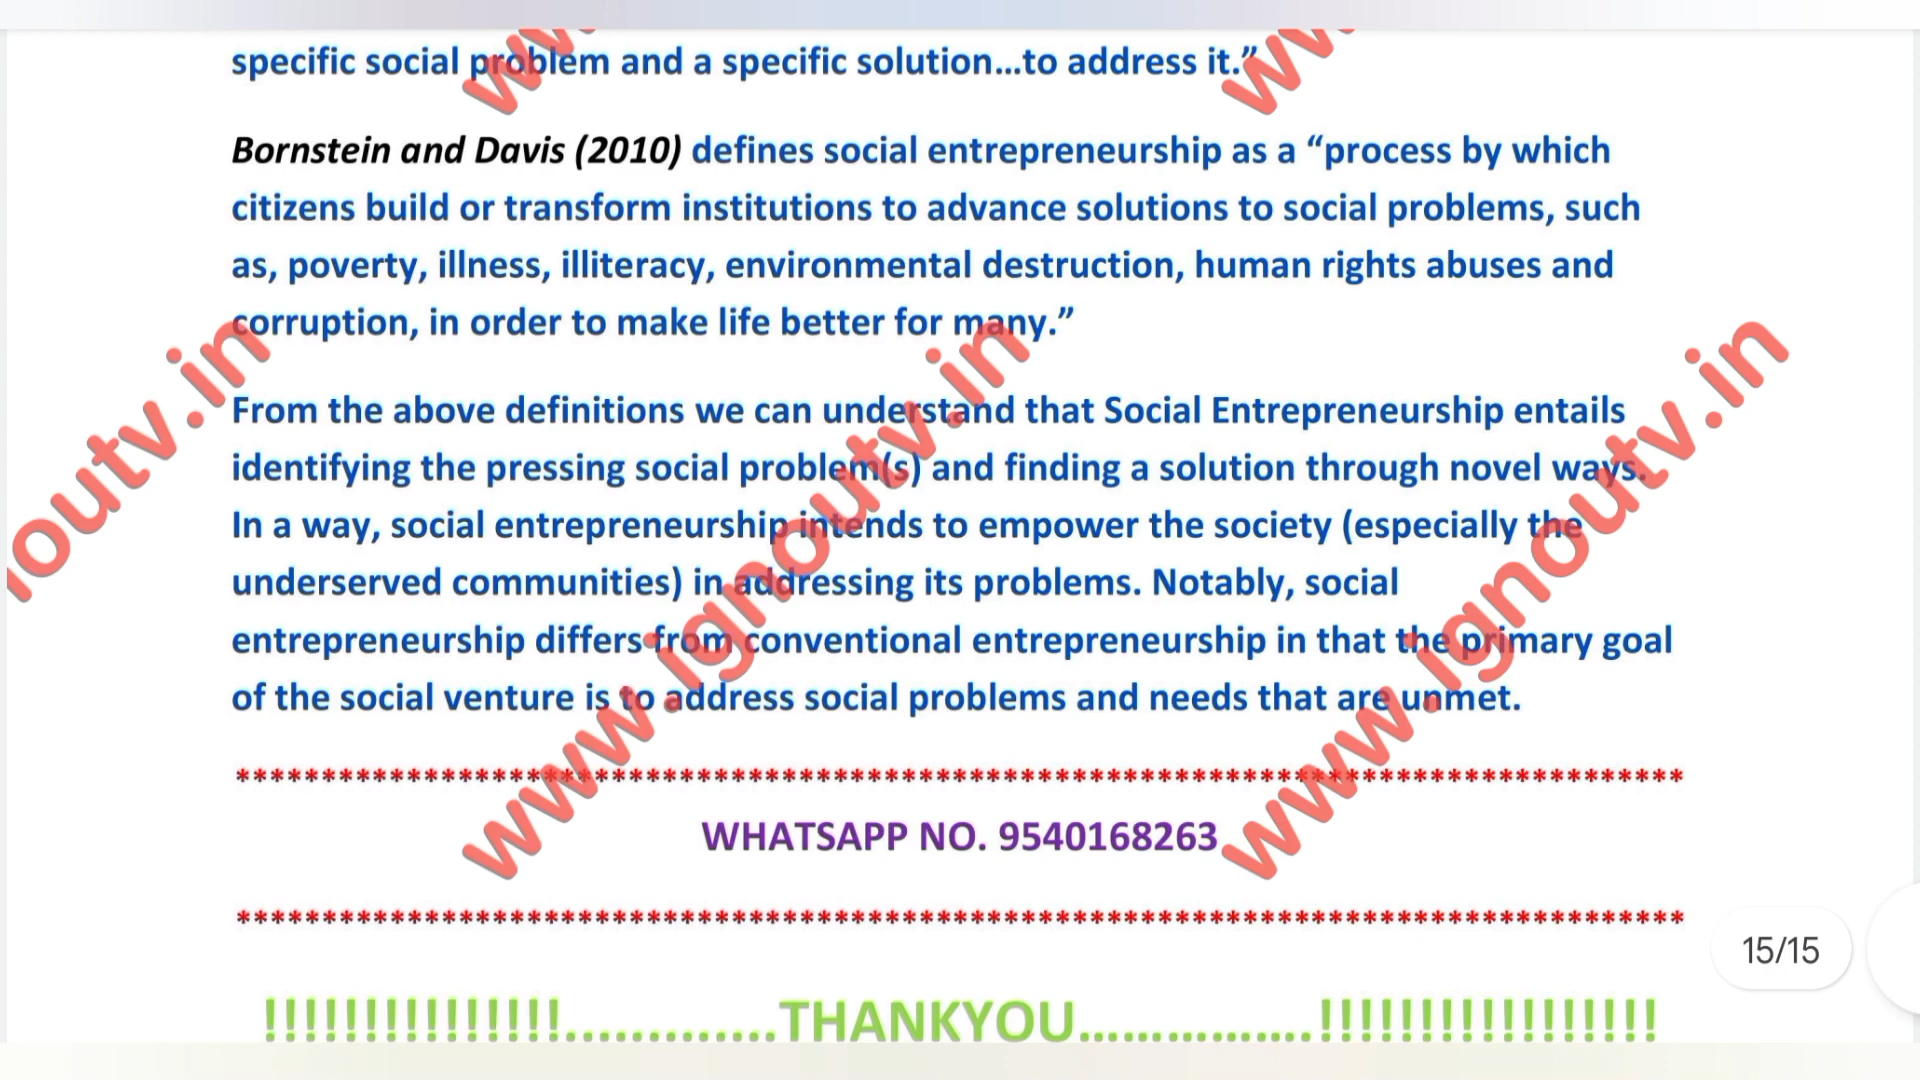 specific social problem and a specific solution...to address it.”
Bornstein and Davis (2010) defines social entrepreneurship as a “process by which
citizens build or transform institutions to advance solutions to social problems, such
as, poverty, illness, illiteracy, environmental destruction, human rights abuses and
corruption, in order to make life better for many.”
From the above definitions we can understand that Social Entrepreneurship entails
identifying the pressing social problem(s) and finding a solution through novel ways.
In a way, social entrepreneurship intends to empower the society (especially the
underserved communities) in addressing its problems. Notably, social
entrepreneurship differs from conventional entrepreneurship in that the primary goal
of the social venture is to address social problems and needs that are unmet.
************************************************************************************
WHATSAPP NO. 9540168263
************************************************************************************
15/15
!!!!!!!!!!!!!!!............THANKYOU................!!!!!!!!!!!!!!!!!
noutv.in
www.ignoutv.in
www.ignoutv.in